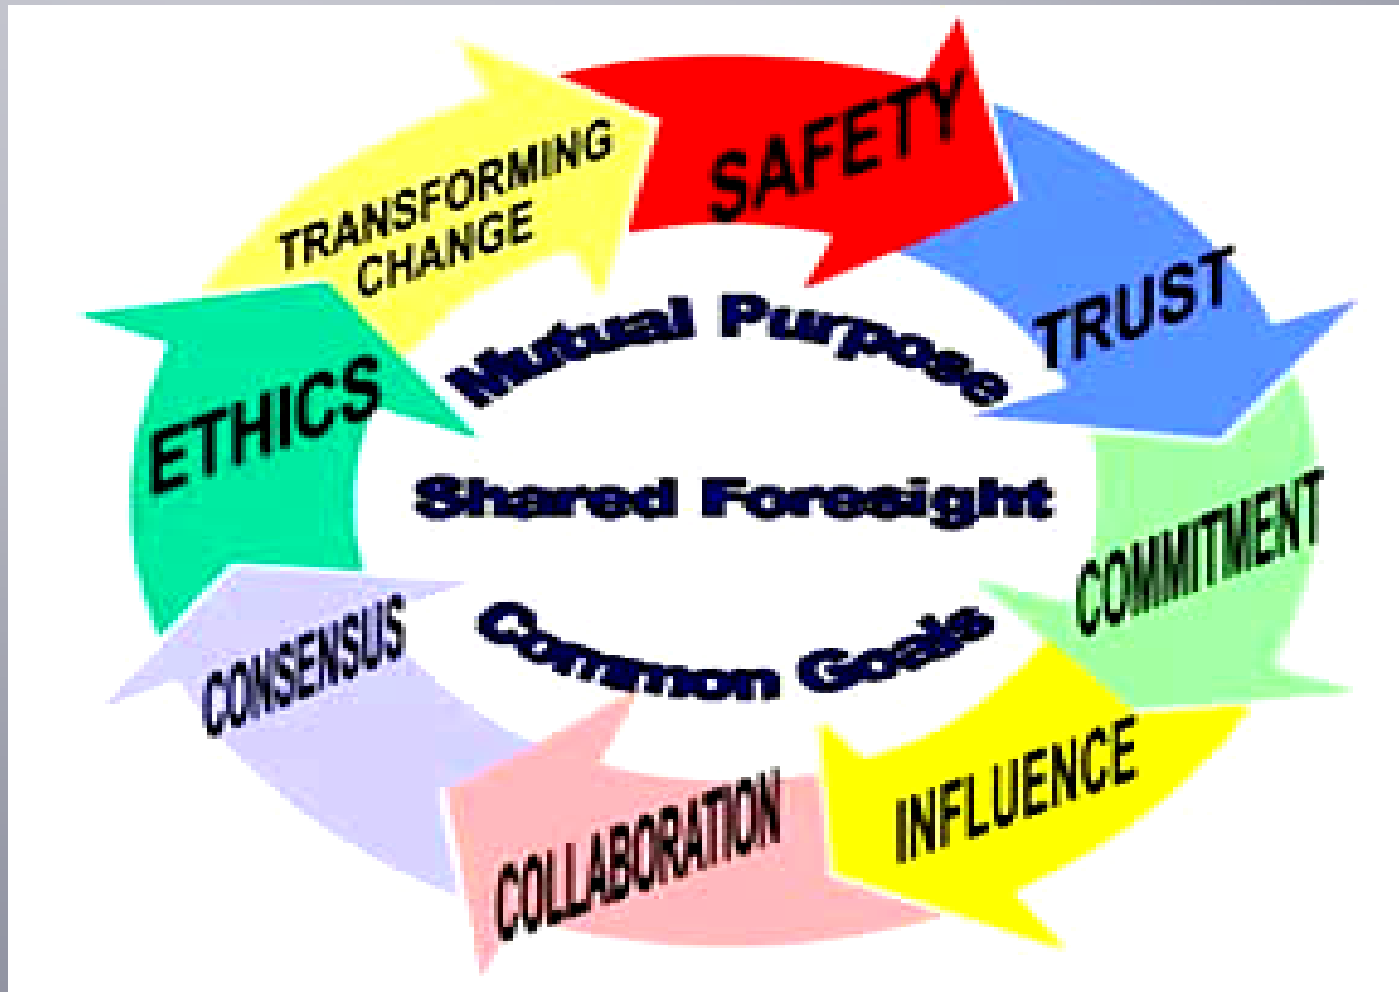 SAFETY
TRUST
COMMITMENT
INFLUENCE
COLLABORATION
CONSENSUS
ETHICS
TRANSFORMING
CHANGE
Mutual Purpose
Shared Foresight
Common Goals